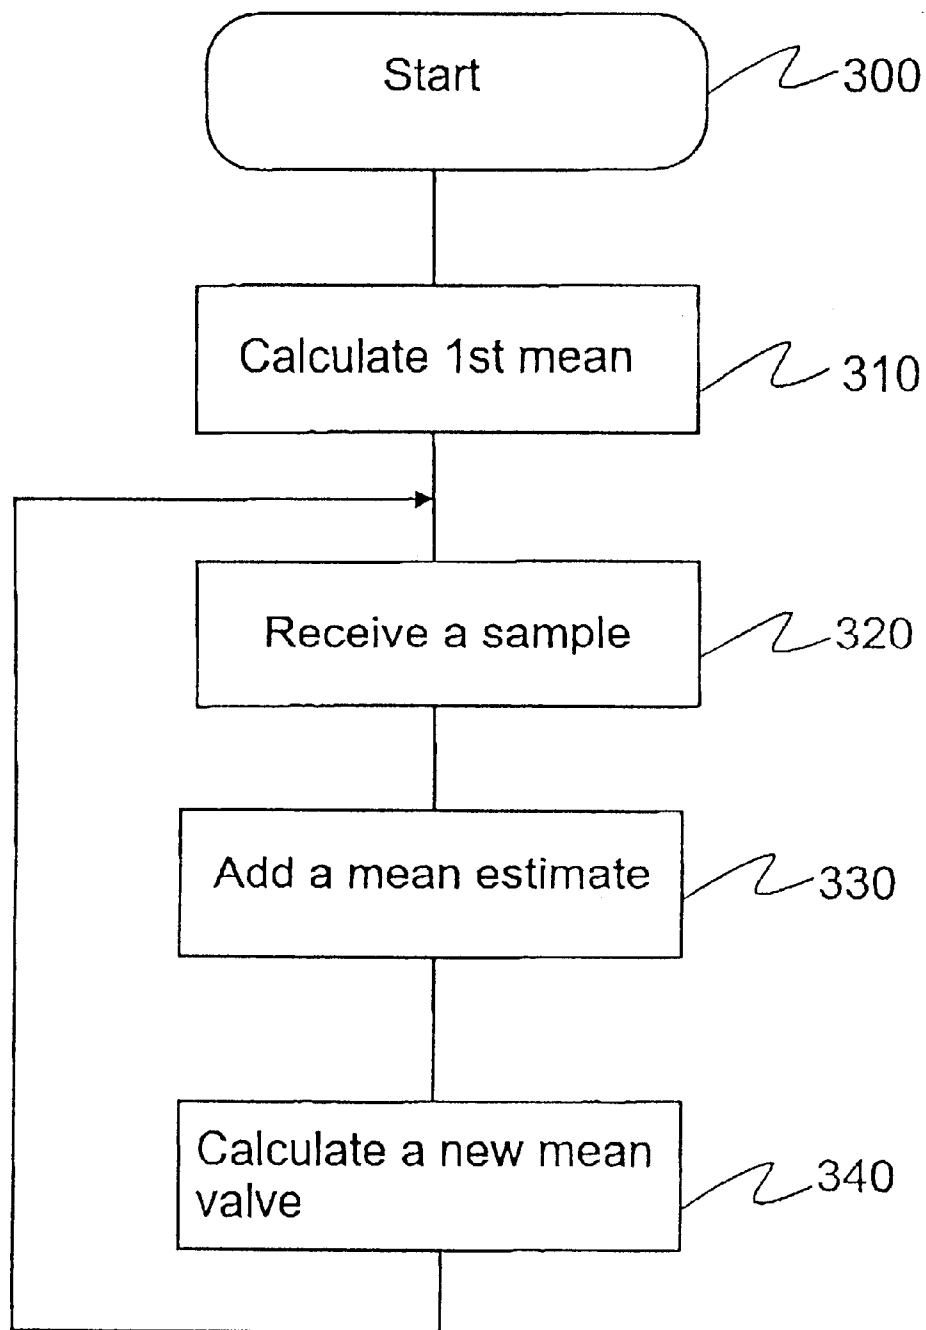 Start
300
Calculate 1st mean
310
Receive a sample
320
Add a mean estimate
330
Calculate a new mean
valve
340